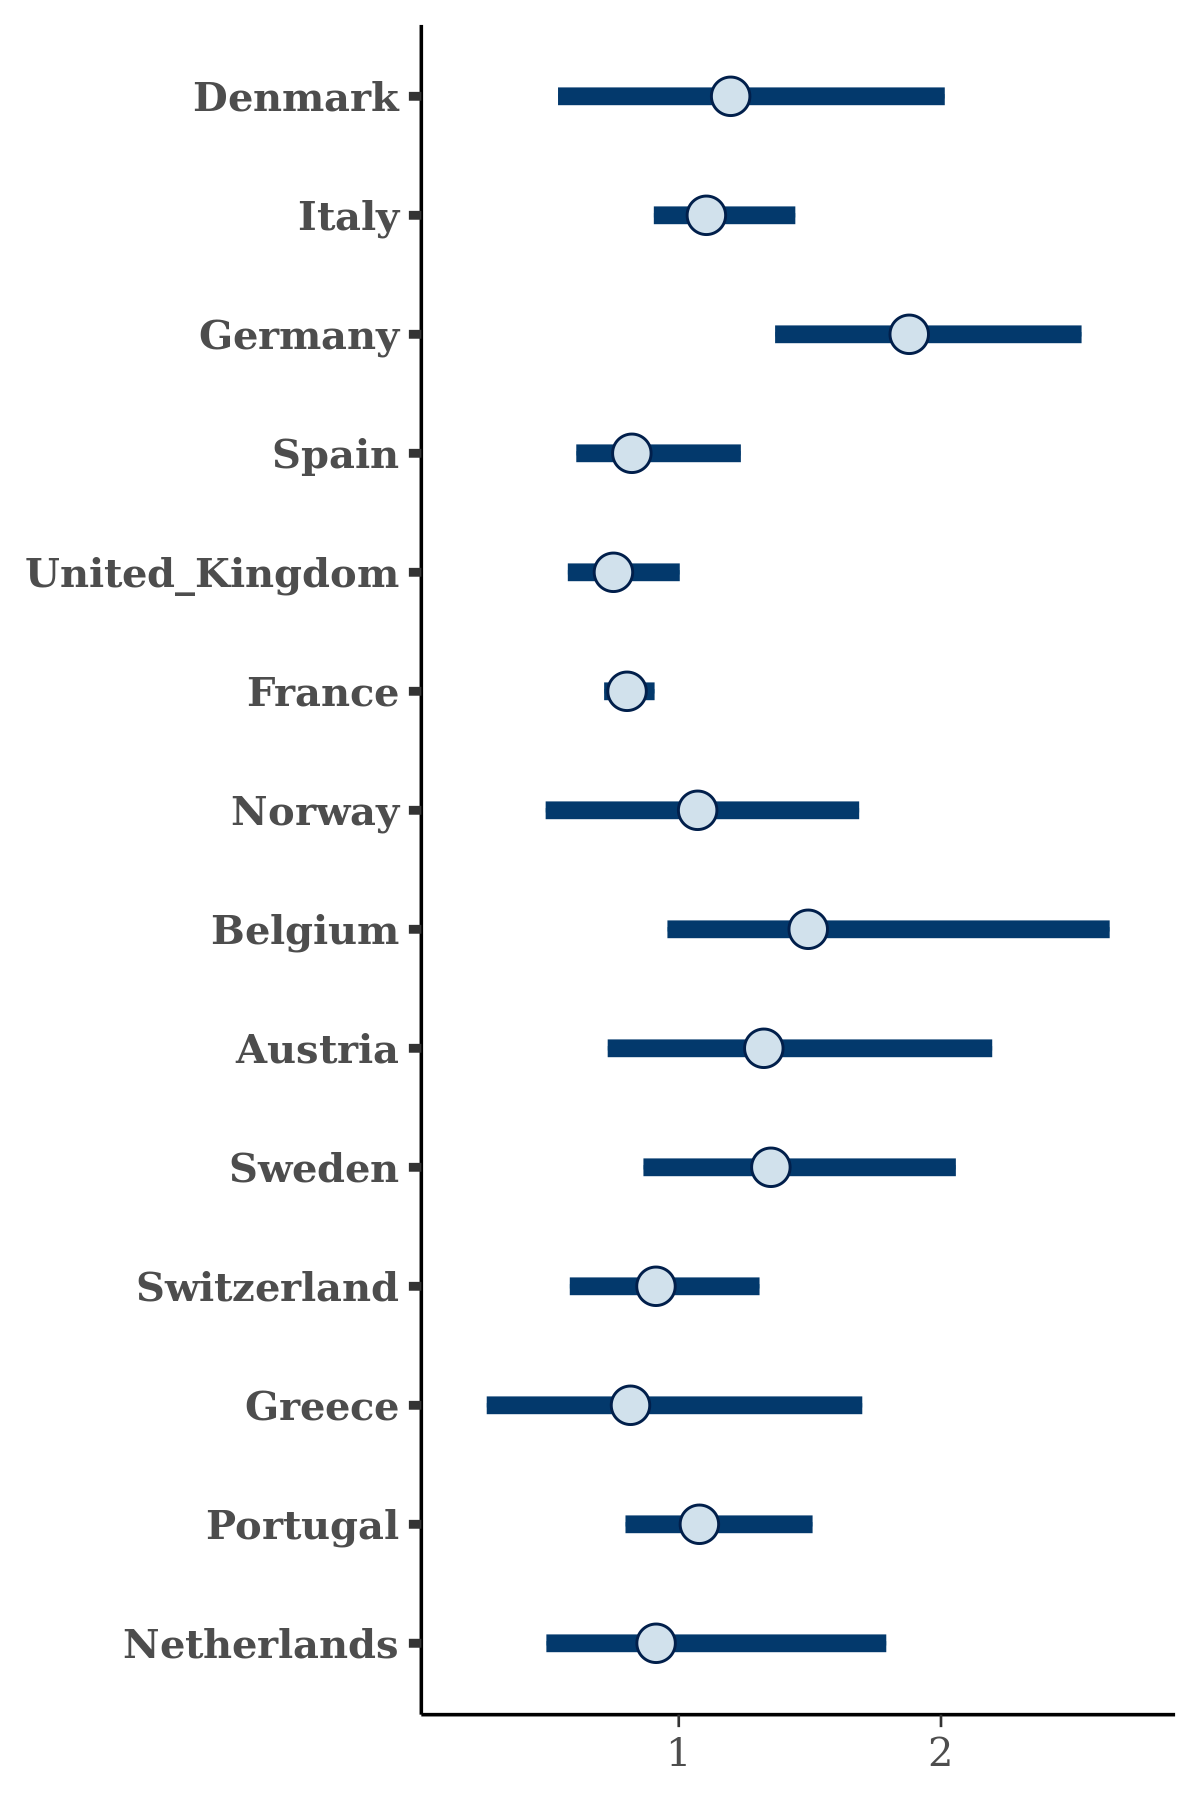 Denmark
Italy
Germany
Spain
United_Kingdom
France
Norway
Belgium
Austria
Sweden
Switzerland
Greece
Portugal
Netherlands
1 2